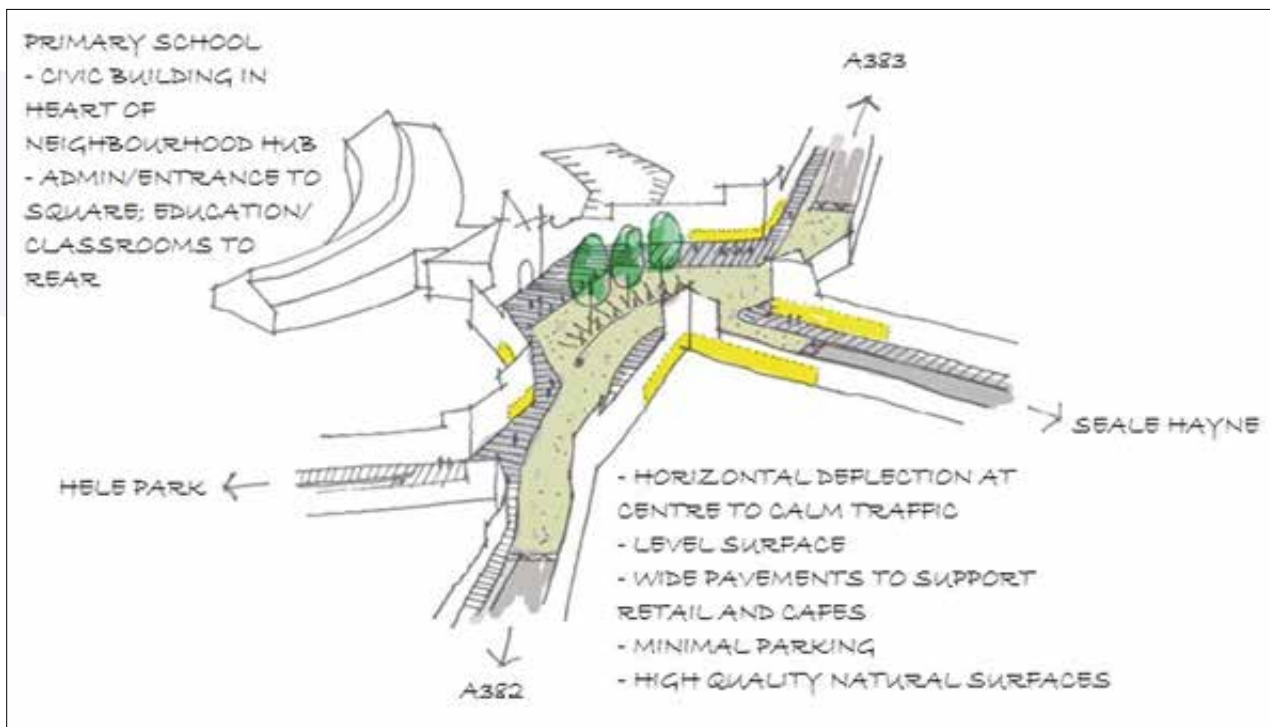 PRIMARY SCHOOL
- CIVIC BUILDING IN
HEART OF
NEIGHBOURHOOD HUB
- ADMIN/ENTRANCE TO
SQUARE; EDUCATION/
CLASSROOMS TO
REAR
A383
SEALE HAYNE
HELE PARK
- HORIZONTAL DEFLECTION AT
CENTRE TO CALM TRAFFIC
- LEVEL SURFACE
- WIDE PAVEMENTS TO SUPPORT
RETAIL AND CAFES
- MINIMAL PARKING
- HIGH QUALITY NATURAL SURFACES
A382